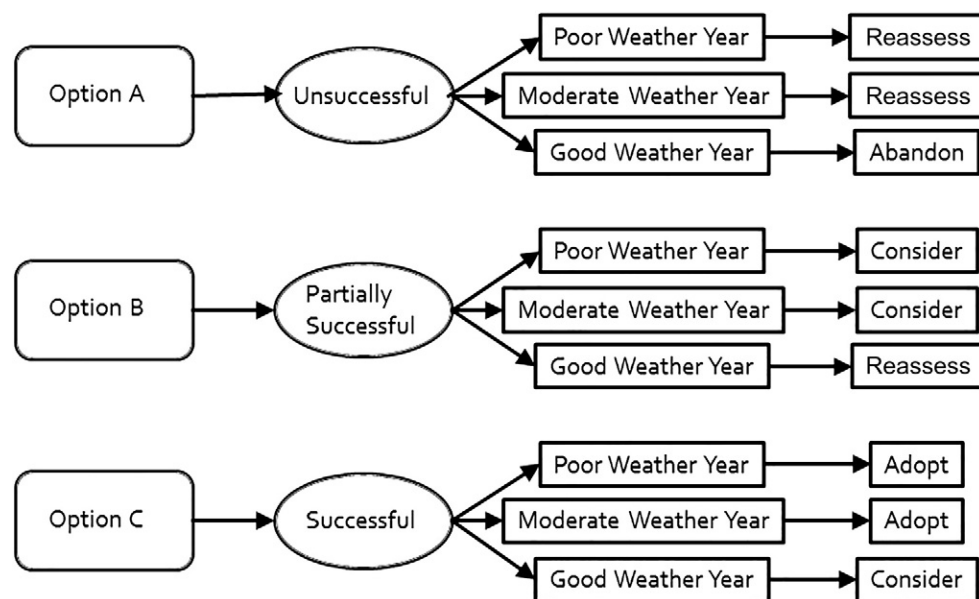 Poor Weather Year
Reassess
Option A
Unsuccessful
Moderate Weather Year
Reassess
Good Weather Year
Abandon
Poor Weather Year
Consider
Option B
Partially
Successful
Moderate Weather Year
Consider
Good Weather Year
Reassess
Poor Weather Year
Adopt
Option C
Successful
Moderate Weather Year
Adopt
Good Weather Year
Consider